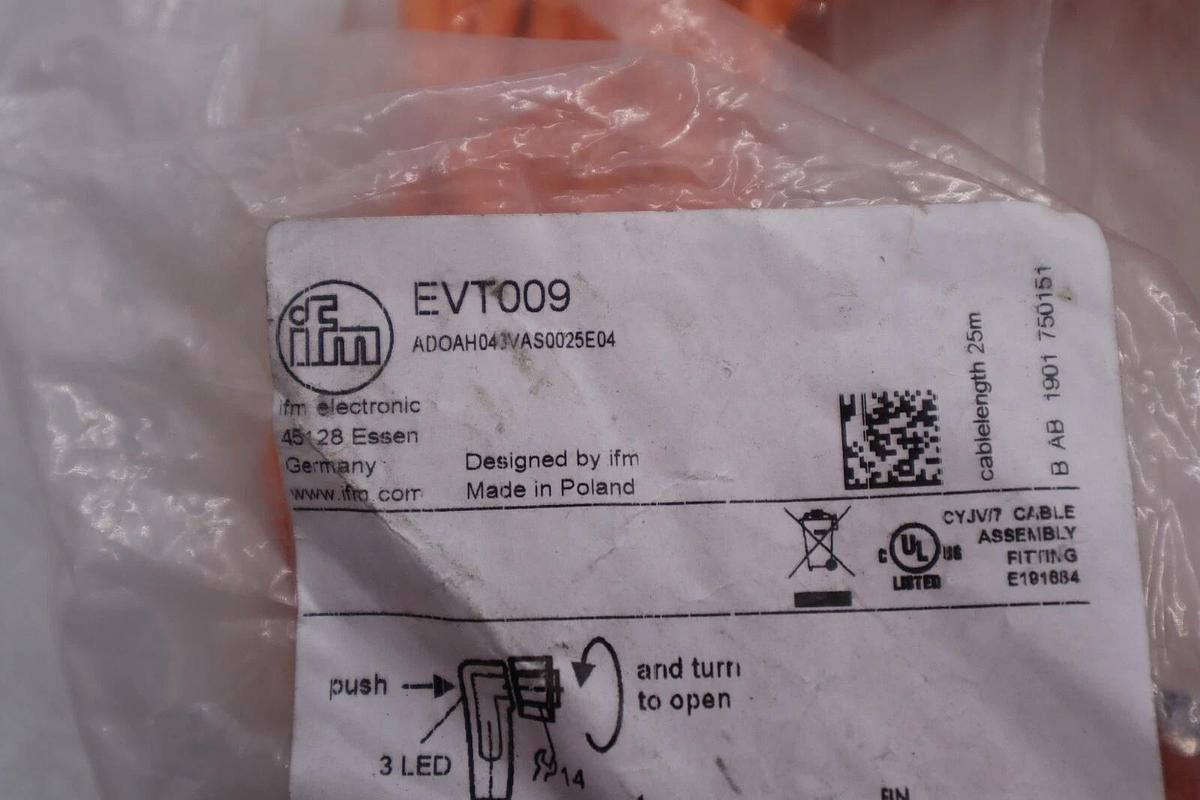 ifm
EVT009
ADOAH043VAS0025E04
ifm electronic
45128 Essen
Germany
www.ifm.com
Designed by ifm
Made in Poland
cablelength 25m
B AB 1901 750151
CYJV/7 CABLE
ASSEMBLY
FITTING
E191684
C UL US
LISTED
push
and turn
to open
3 LED
14